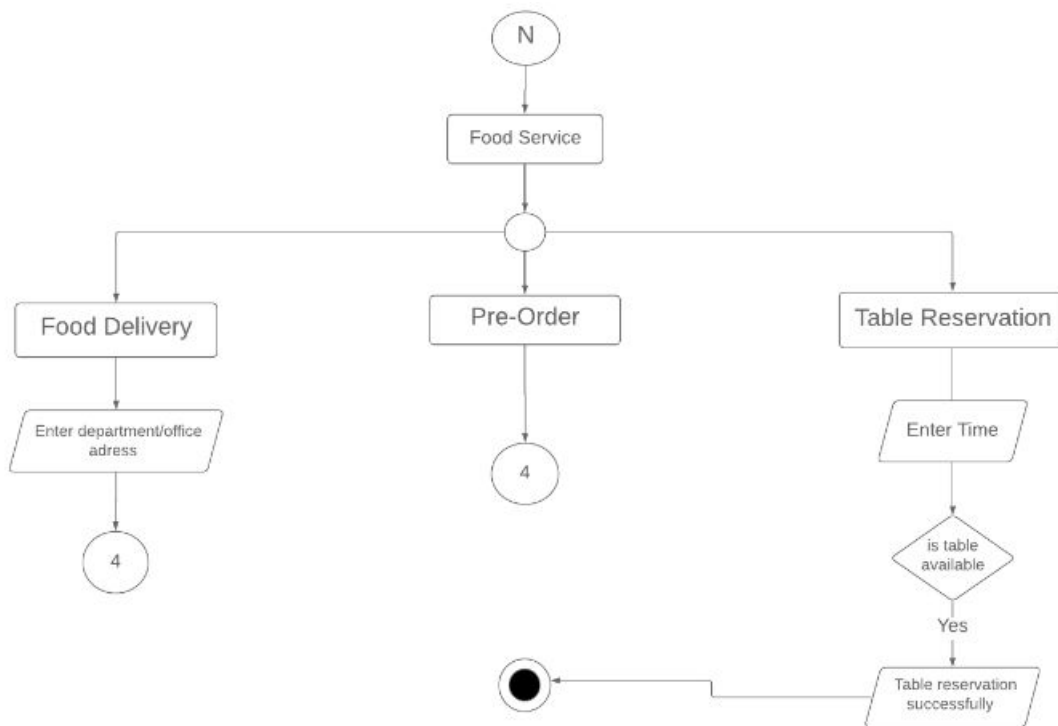 N
Food Service
Food Delivery
Pre-Order
Table Reservation
Enter department/office
adress
Enter Time
4
4
is table
available
Yes
Table reservation
successfully